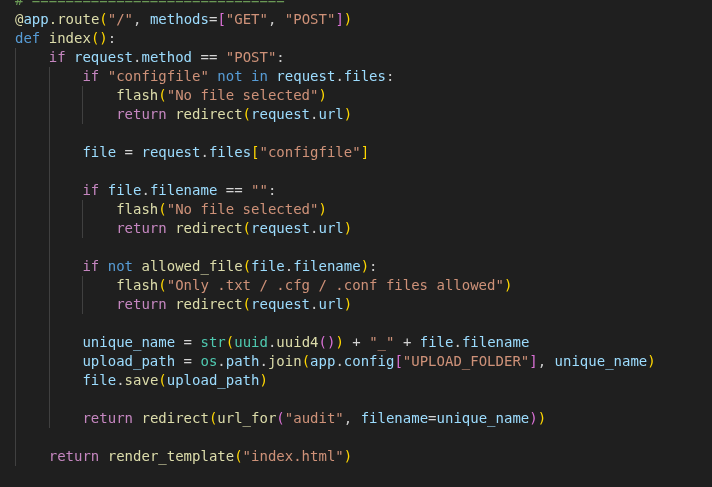 @app.route("/", methods=["GET", "POST"])
def index():
    if request.method == "POST":
        if "configfile" not in request.files:
            flash("No file selected")
            return redirect(request.url)

        file = request.files["configfile"]

        if file.filename == "":
            flash("No file selected")
            return redirect(request.url)

        if not allowed_file(file.filename):
            flash("Only .txt / .cfg / .conf files allowed")
            return redirect(request.url)

        unique_name = str(uuid.uuid4()) + "_" + file.filename
        upload_path = os.path.join(app.config["UPLOAD_FOLDER"], unique_name)
        file.save(upload_path)

        return redirect(url_for("audit", filename=unique_name))

    return render_template("index.html")